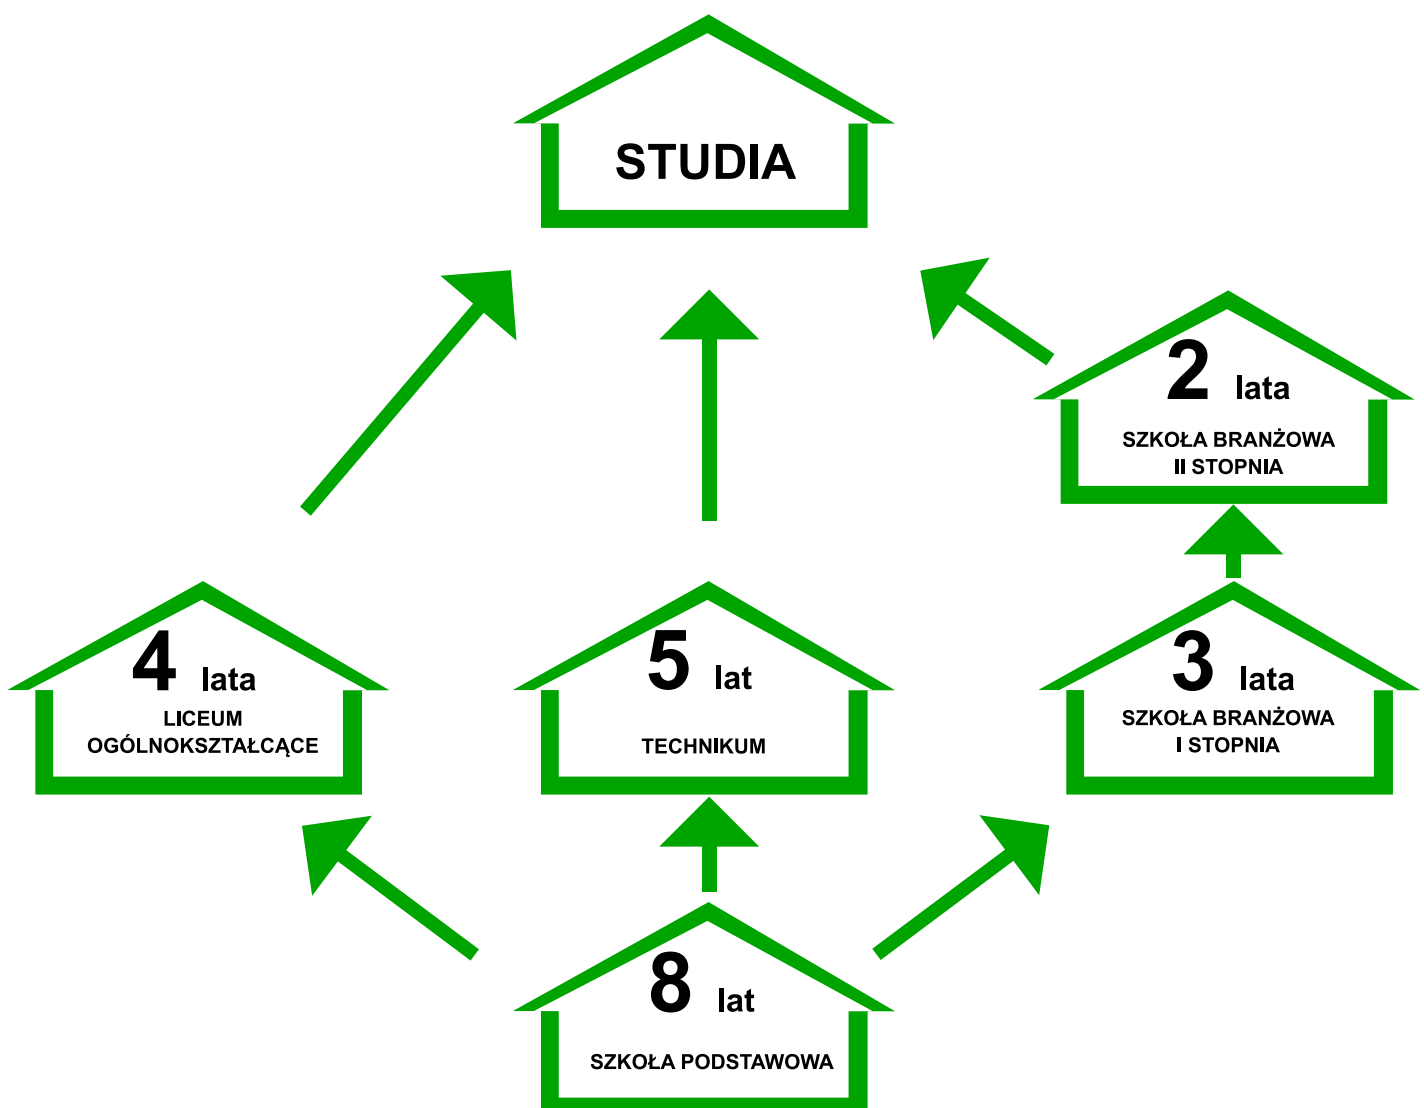 STUDIA
2 lata
SZKOŁA BRANŻOWA
II STOPNIA
4 lata
LICEUM
OGÓLNOKSZTAŁCĄCE
5 lat
TECHNIKUM
3 lata
SZKOŁA BRANŻOWA
I STOPNIA
8 lat
SZKOŁA PODSTAWOWA